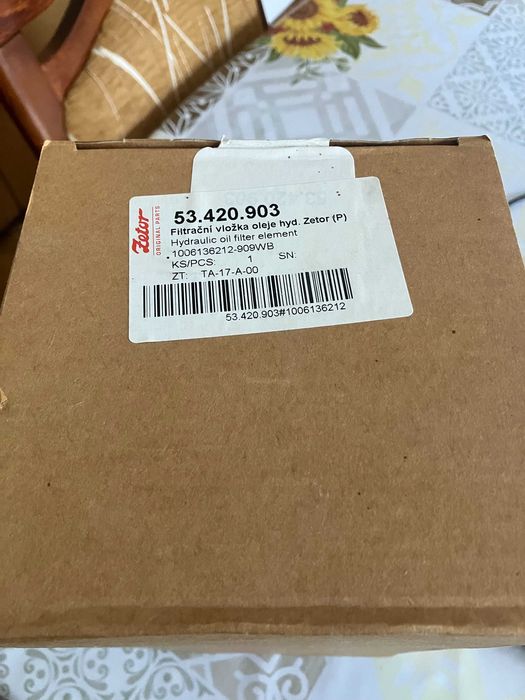 Zetor
ORIGINAL PARTS
53.420.903
Filtrační vložka oleje hyd. Zetor (P)
Hydraulic oil filter element
1006136212-909WB
KS/PCS: 1 SN:
ZT: TA-17-A-00
53.420.903#1006136212